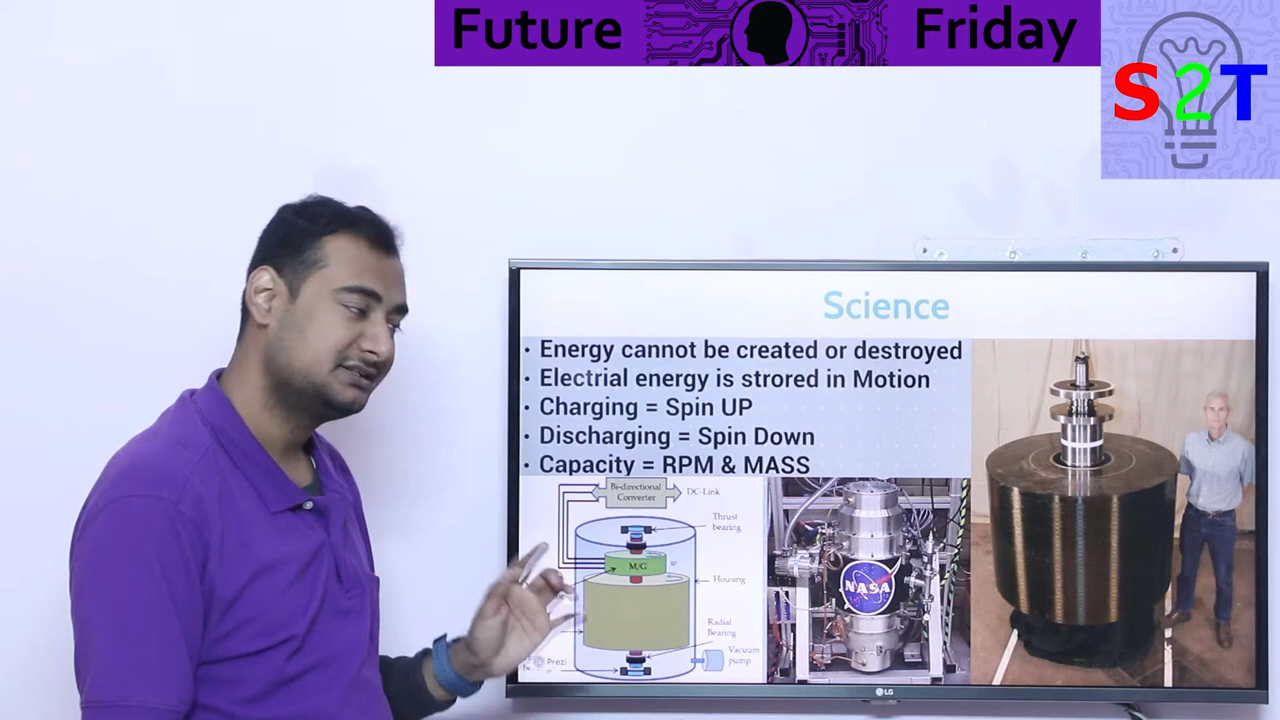 Future Friday
S2T
Science
• Energy cannot be created or destroyed
• Electrial energy is strored in Motion
• Charging = Spin UP
• Discharging = Spin Down
• Capacity = RPM & MASS
Bi-directional
Converter
DC-Link
Thrust
bearing
M/G
Housing
Radial
Bearing
Vacuum
pump
Prezi
NASA
LG